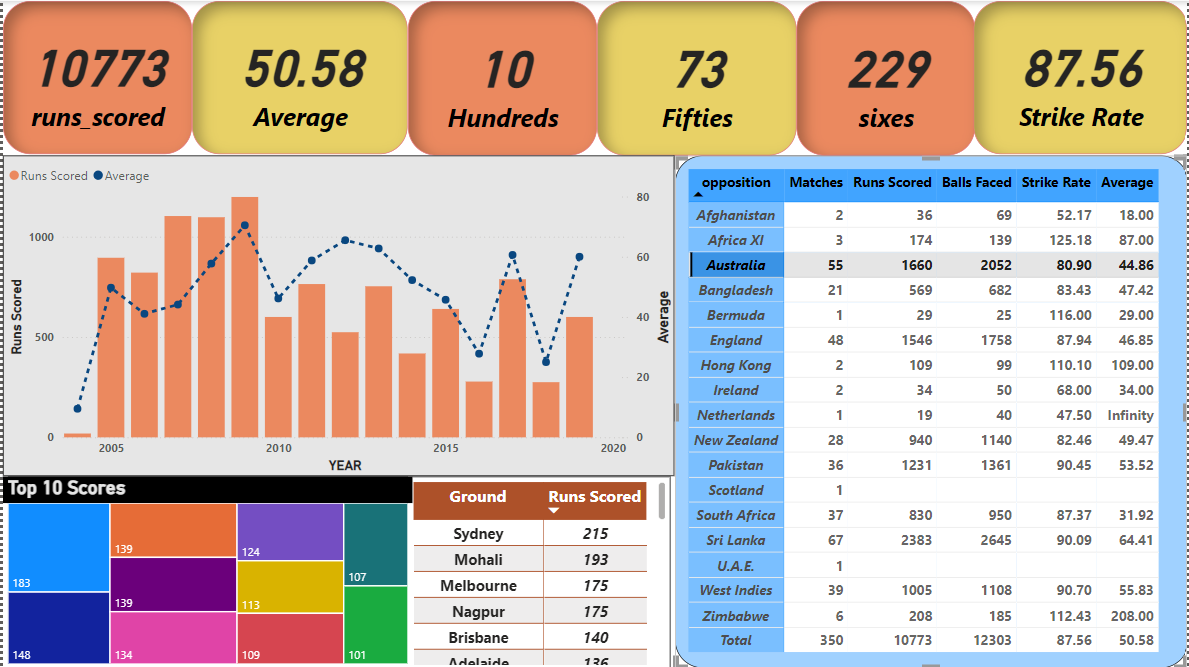 10773
runs_scored
50.58
Average
10
Hundreds
73
Fifties
229
sixes
87.56
Strike Rate
Runs Scored Average
Runs Scored
1000
500
0
80
60
40
20
0
Average
2005 2010 2015 2020
YEAR
opposition Matches Runs Scored Balls Faced Strike Rate Average
Afghanistan 2 36 69 52.17 18.00
Africa XI 3 174 139 125.18 87.00
Australia 55 1660 2052 80.90 44.86
Bangladesh 21 569 682 83.43 47.42
Bermuda 1 29 25 116.00 29.00
England 48 1546 1758 87.94 46.85
Hong Kong 2 109 99 110.10 109.00
Ireland 2 34 50 68.00 34.00
Netherlands 1 19 40 47.50 Infinity
New Zealand 28 940 1140 82.46 49.47
Pakistan 36 1231 1361 90.45 53.52
Scotland 1
South Africa 37 830 950 87.37 31.92
Sri Lanka 67 2383 2645 90.09 64.41
U.A.E. 1
West Indies 39 1005 1108 90.70 55.83
Zimbabwe 6 208 185 112.43 208.00
Total 350 10773 12303 87.56 50.58
Top 10 Scores
183
148
139
139
134
124
113
109
107
101
Ground Runs Scored
Sydney 215
Mohali 193
Melbourne 175
Nagpur 175
Brisbane 140
Adelaide 136